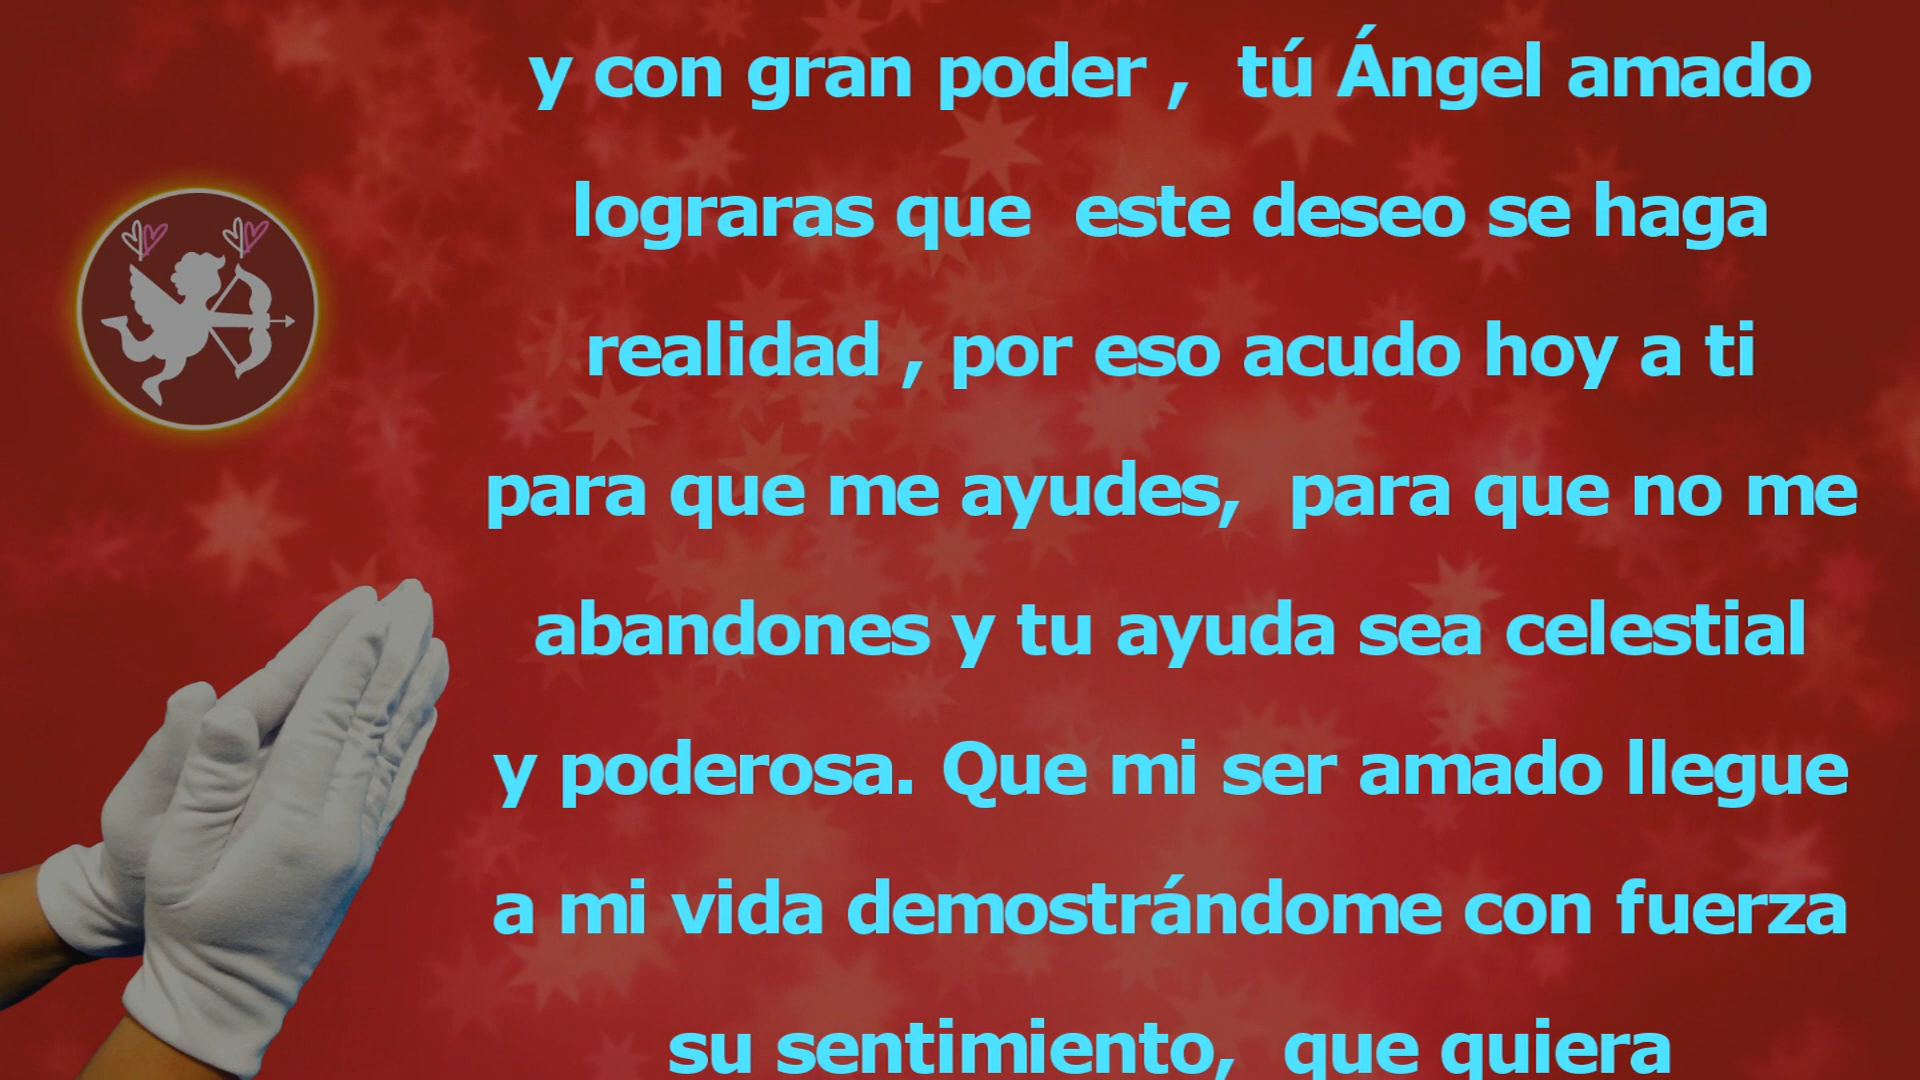 y con gran poder ,  tú Ángel amado
lograras que  este deseo se haga
realidad , por eso acudo hoy a ti
para que me ayudes,  para que no me
abandones y tu ayuda sea celestial
y poderosa. Que mi ser amado llegue
a mi vida demostrándome con fuerza
su sentimiento,  que quiera